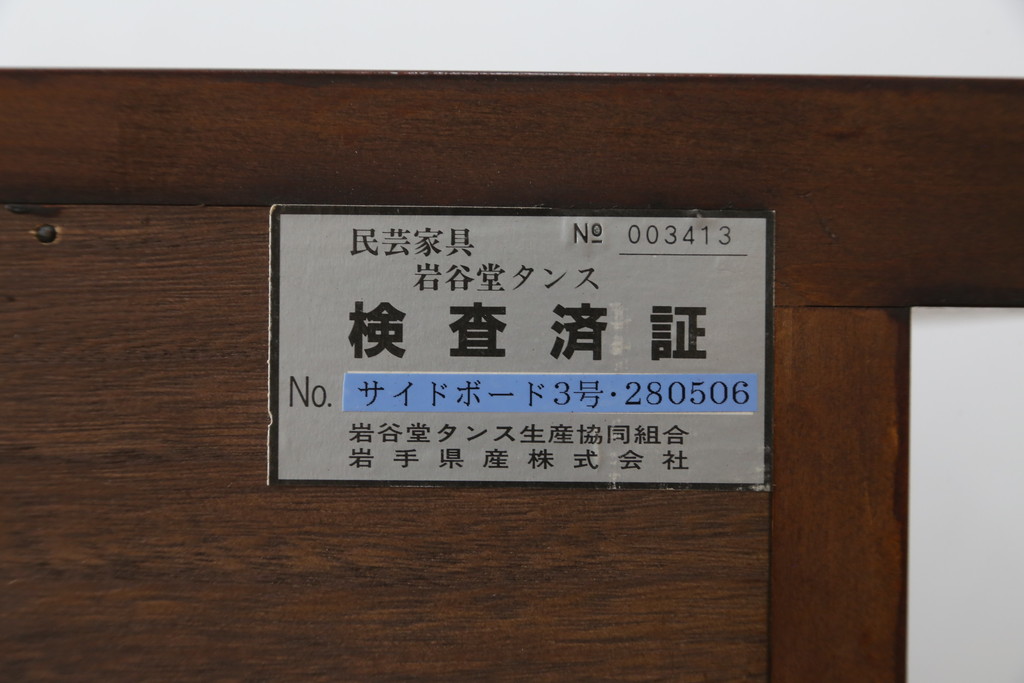 民芸家具 № 003413
岩谷堂タンス
検査済証
No. サイドボード3号・280506
岩谷堂タンス生産協同組合
岩手県産株式会社